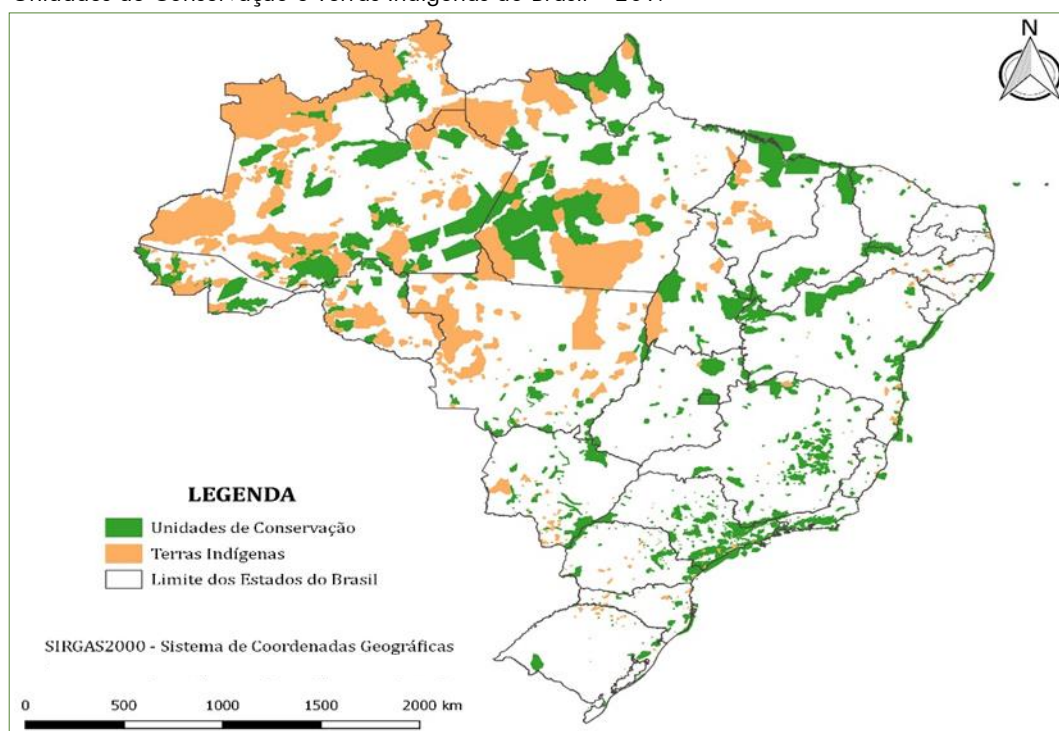 N
LEGENDA
Unidades de Conservação
Terras Indígenas
Limite dos Estados do Brasil
SIRGAS2000 - Sistema de Coordenadas Geográficas
0 500 1000 1500 2000 km